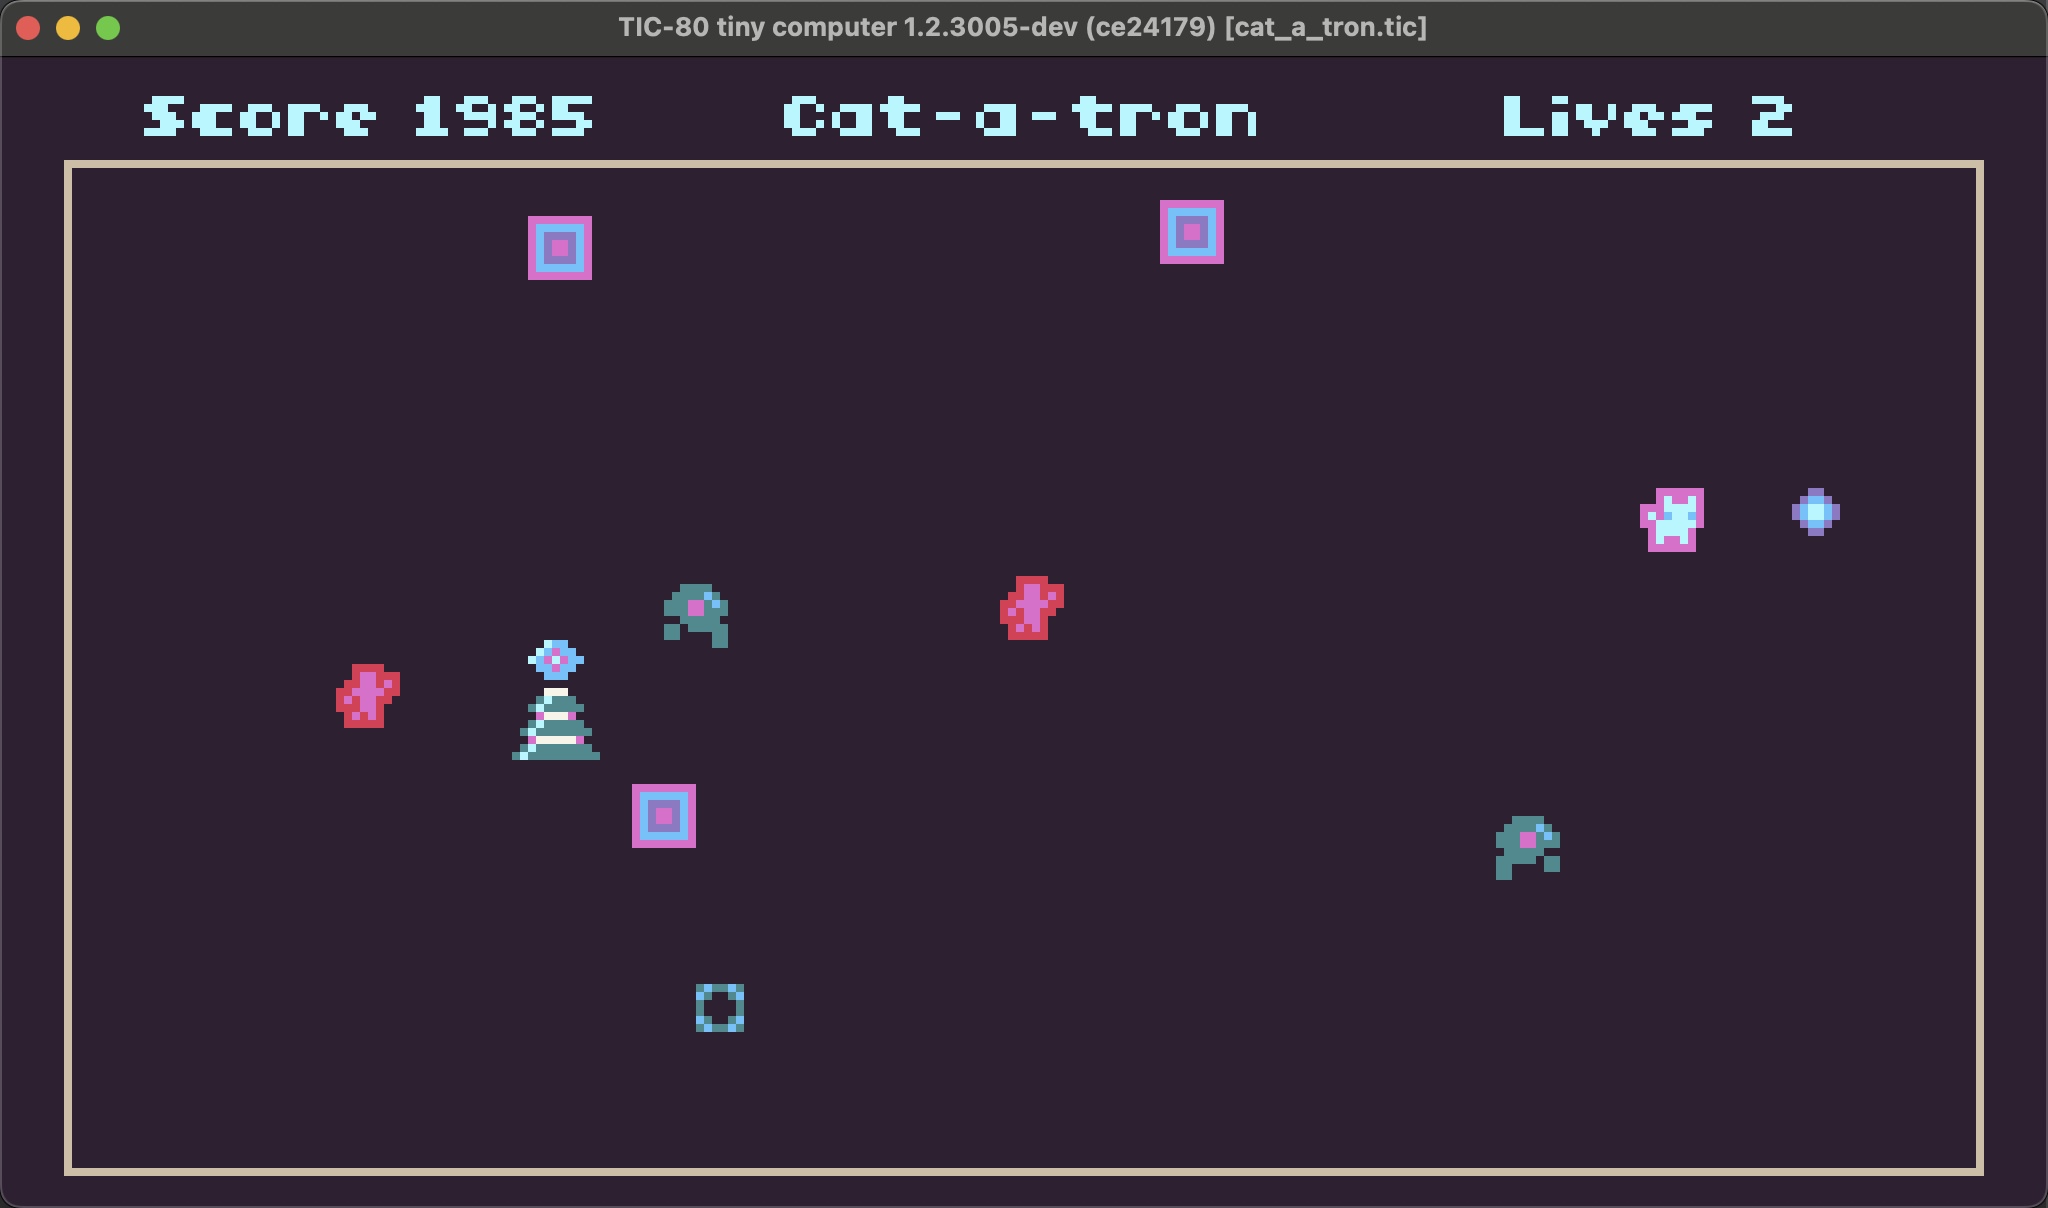 TIC-80 tiny computer 1.2.3005-dev (ce24179) [cat_a_tron.tic]
Score 1985 Cat-a-tron Lives 2